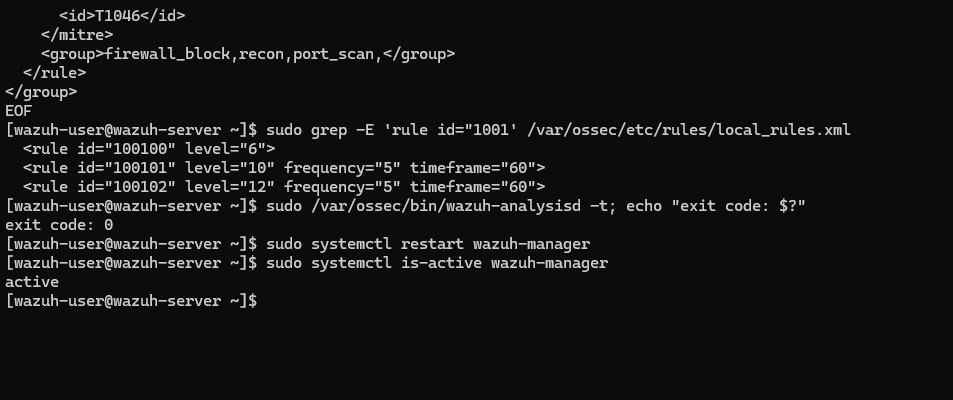 <id>T1046</id>
    </mitre>
    <group>firewall_block,recon,port_scan,</group>
  </rule>
</group>
EOF
[wazuh-user@wazuh-server ~]$ sudo grep -E 'rule id="1001' /var/ossec/etc/rules/local_rules.xml
  <rule id="100100" level="6">
  <rule id="100101" level="10" frequency="5" timeframe="60">
  <rule id="100102" level="12" frequency="5" timeframe="60">
[wazuh-user@wazuh-server ~]$ sudo /var/ossec/bin/wazuh-analysisd -t; echo "exit code: $?"
exit code: 0
[wazuh-user@wazuh-server ~]$ sudo systemctl restart wazuh-manager
[wazuh-user@wazuh-server ~]$ sudo systemctl is-active wazuh-manager
active
[wazuh-user@wazuh-server ~]$